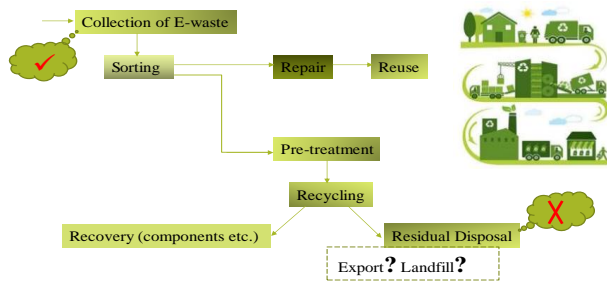 Collection of E-waste
Sorting
Repair
Reuse
Pre-treatment
Recycling
Recovery (components etc.)
Residual Disposal
X
Export? Landfill?